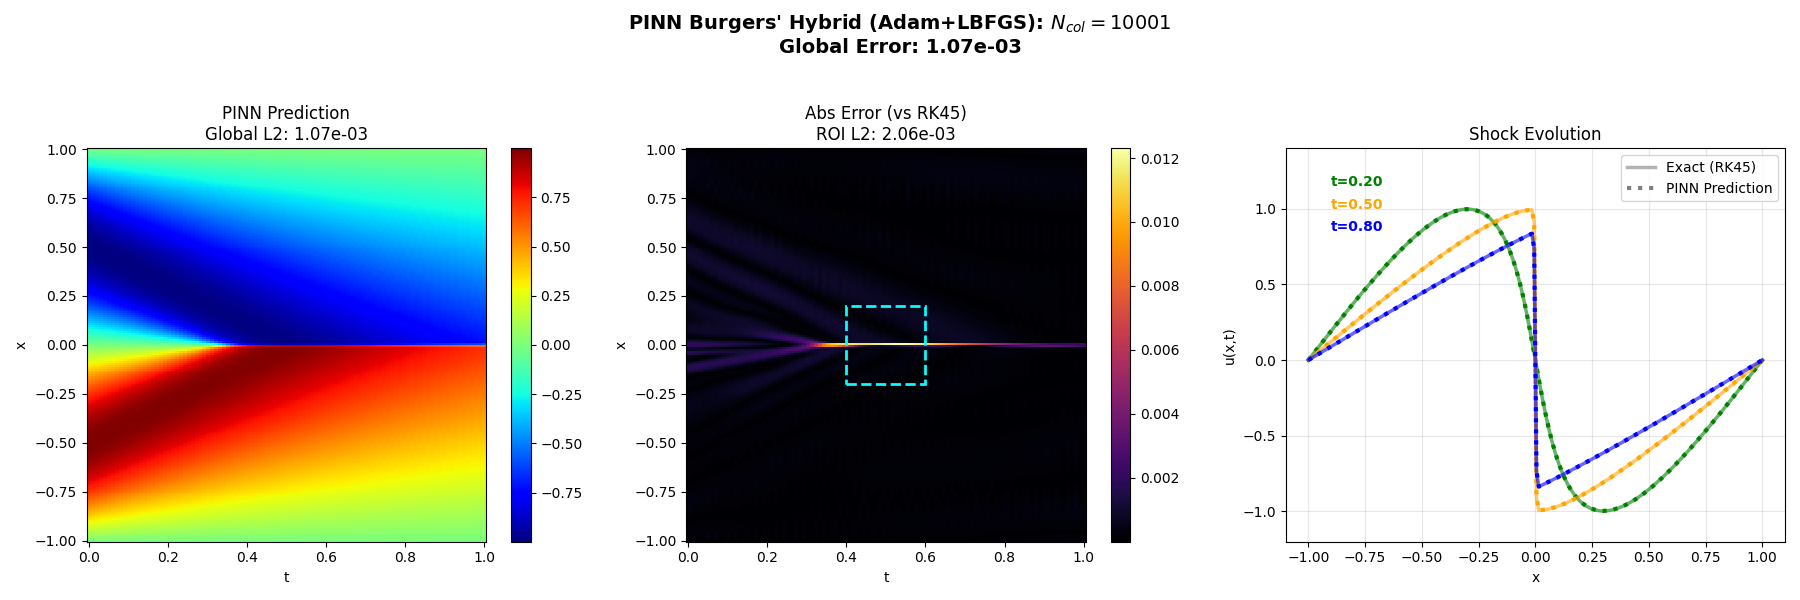 PINN Burgers' Hybrid (Adam+LBFGS): $N_{col} = 10001$
Global Error: 1.07e-03
PINN Prediction
Global L2: 1.07e-03
1.00
0.75
0.50
0.25
0.00
−0.25
−0.50
−0.75
−1.00
x
0.0 0.2 0.4 0.6 0.8 1.0
t
0.75
0.50
0.25
0.00
−0.25
−0.50
−0.75
Abs Error (vs RK45)
ROI L2: 2.06e-03
1.00
0.75
0.50
0.25
0.00
−0.25
−0.50
−0.75
−1.00
x
0.0 0.2 0.4 0.6 0.8 1.0
t
0.012
0.010
0.008
0.006
0.004
0.002
Shock Evolution
Exact (RK45)
PINN Prediction
t=0.20
t=0.50
t=0.80
1.0
0.5
0.0
−0.5
−1.0
u(x,t)
−1.00 −0.75 −0.50 −0.25 0.00 0.25 0.50 0.75 1.00
x